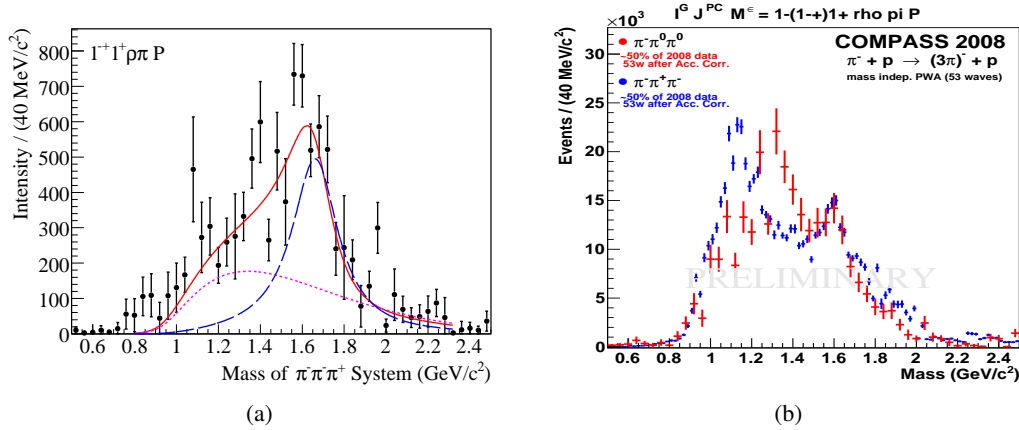 1⁻⁺1⁺ρπ P
Intensity / (40 MeV/c²)
800
700
600
500
400
300
200
100
0
0.6 0.8 1 1.2 1.4 1.6 1.8 2 2.2 2.4
Mass of π⁻π⁻π⁺ System (GeV/c²)
(a)
×10³
I^G J^PC M^∈ = 1-(1-+)1+ rho pi P
Events / (40 MeV/c²)
30
25
20
15
10
5
0
π⁻π⁰π⁰
~50% of 2008 data
53w after Acc. Corr.
π⁻π⁺π⁻
~50% of 2008 data
53w after Acc. Corr.
COMPASS 2008
π⁻ + p → (3π)⁻ + p
mass indep. PWA (53 waves)
PRELIMINARY
0.6 0.8 1 1.2 1.4 1.6 1.8 2 2.2 2.4
Mass (GeV/c²)
(b)